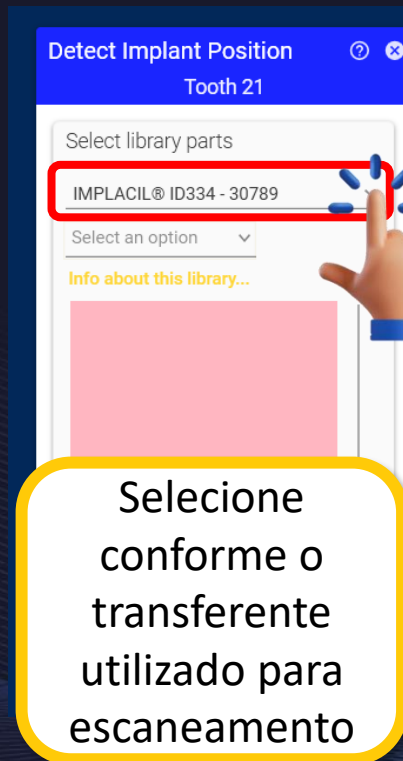 Detect Implant Position
Tooth 21
Select library parts
IMPLACIL® ID334 - 30789
Select an option
Info about this library...
Selecione
conforme o
transferente
utilizado para
escaneamento